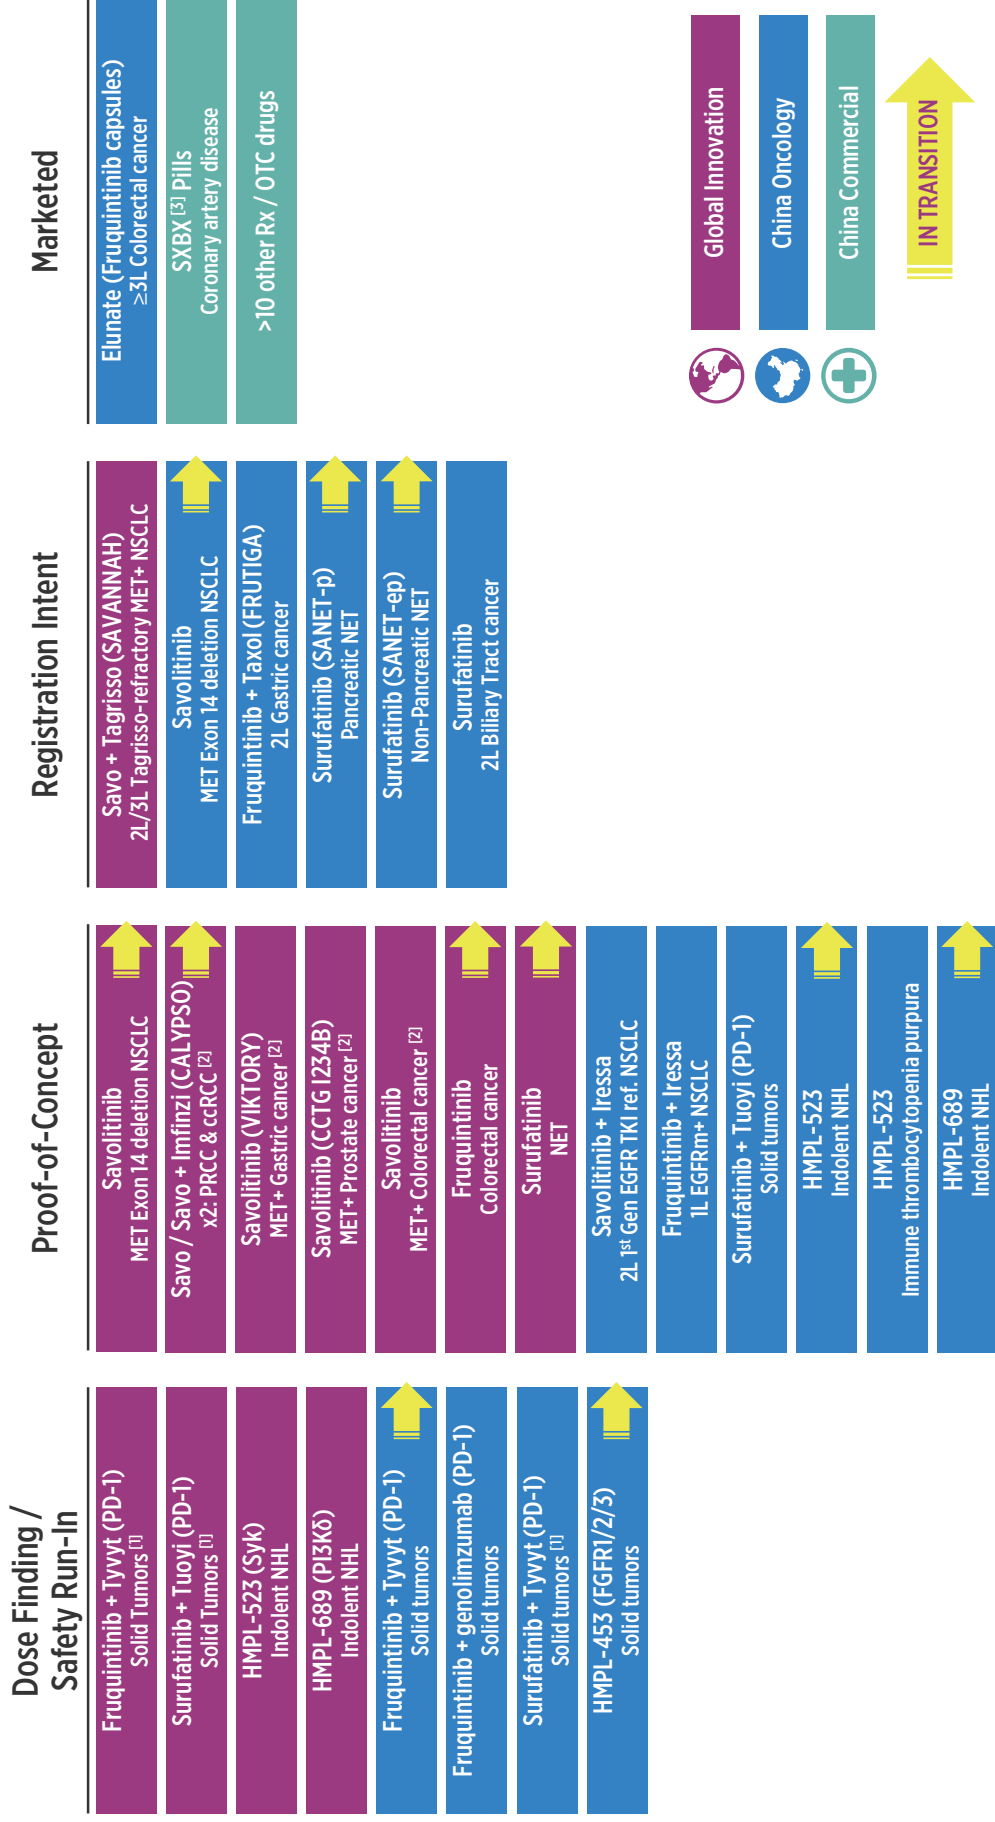 Dose Finding /
Safety Run-In
Fruquintinib + Tyvyt (PD-1)
Solid Tumors [1]
Surufatinib + Tuoyi (PD-1)
Solid Tumors [1]
HMPL-523 (Syk)
Indolent NHL
HMPL-689 (PI3Kδ)
Indolent NHL
Fruquintinib + Tyvyt (PD-1)
Solid tumors
Fruquintinib + genolimzumab (PD-1)
Solid tumors
Surufatinib + Tyvyt (PD-1)
Solid tumors [1]
HMPL-453 (FGFR1/2/3)
Solid tumors
Proof-of-Concept
Savolitinib
MET Exon 14 deletion NSCLC
Savo / Savo + Imfinzi (CALYPSO)
x2: PRCC & ccRCC [2]
Savolitinib (VIKTORY)
MET+ Gastric cancer [2]
Savolitinib (CCTG I234B)
MET+ Prostate cancer [2]
Savolitinib
MET+ Colorectal cancer [2]
Fruquintinib
Colorectal cancer
Surufatinib
NET
Savolitinib + Iressa
2L 1st Gen EGFR TKI ref. NSCLC
Fruquintinib + Iressa
1L EGFRm+ NSCLC
Surufatinib + Tuoyi (PD-1)
Solid tumors
HMPL-523
Indolent NHL
HMPL-523
Immune thrombocytopenia purpura
HMPL-689
Indolent NHL
Registration Intent
Savo + Tagrisso (SAVANNAH)
2L/3L Tagrisso-refractory MET+ NSCLC
Savolitinib
MET Exon 14 deletion NSCLC
Fruquintinib + Taxol (FRUTIGA)
2L Gastric cancer
Surufatinib (SANET-p)
Pancreatic NET
Surufatinib (SANET-ep)
Non-Pancreatic NET
Surufatinib
2L Biliary Tract cancer
Marketed
Elunate (Fruquintinib capsules)
≥3L Colorectal cancer
SXBX [3] Pills
Coronary artery disease
>10 other Rx / OTC drugs
Global Innovation
China Oncology
China Commercial
IN TRANSITION